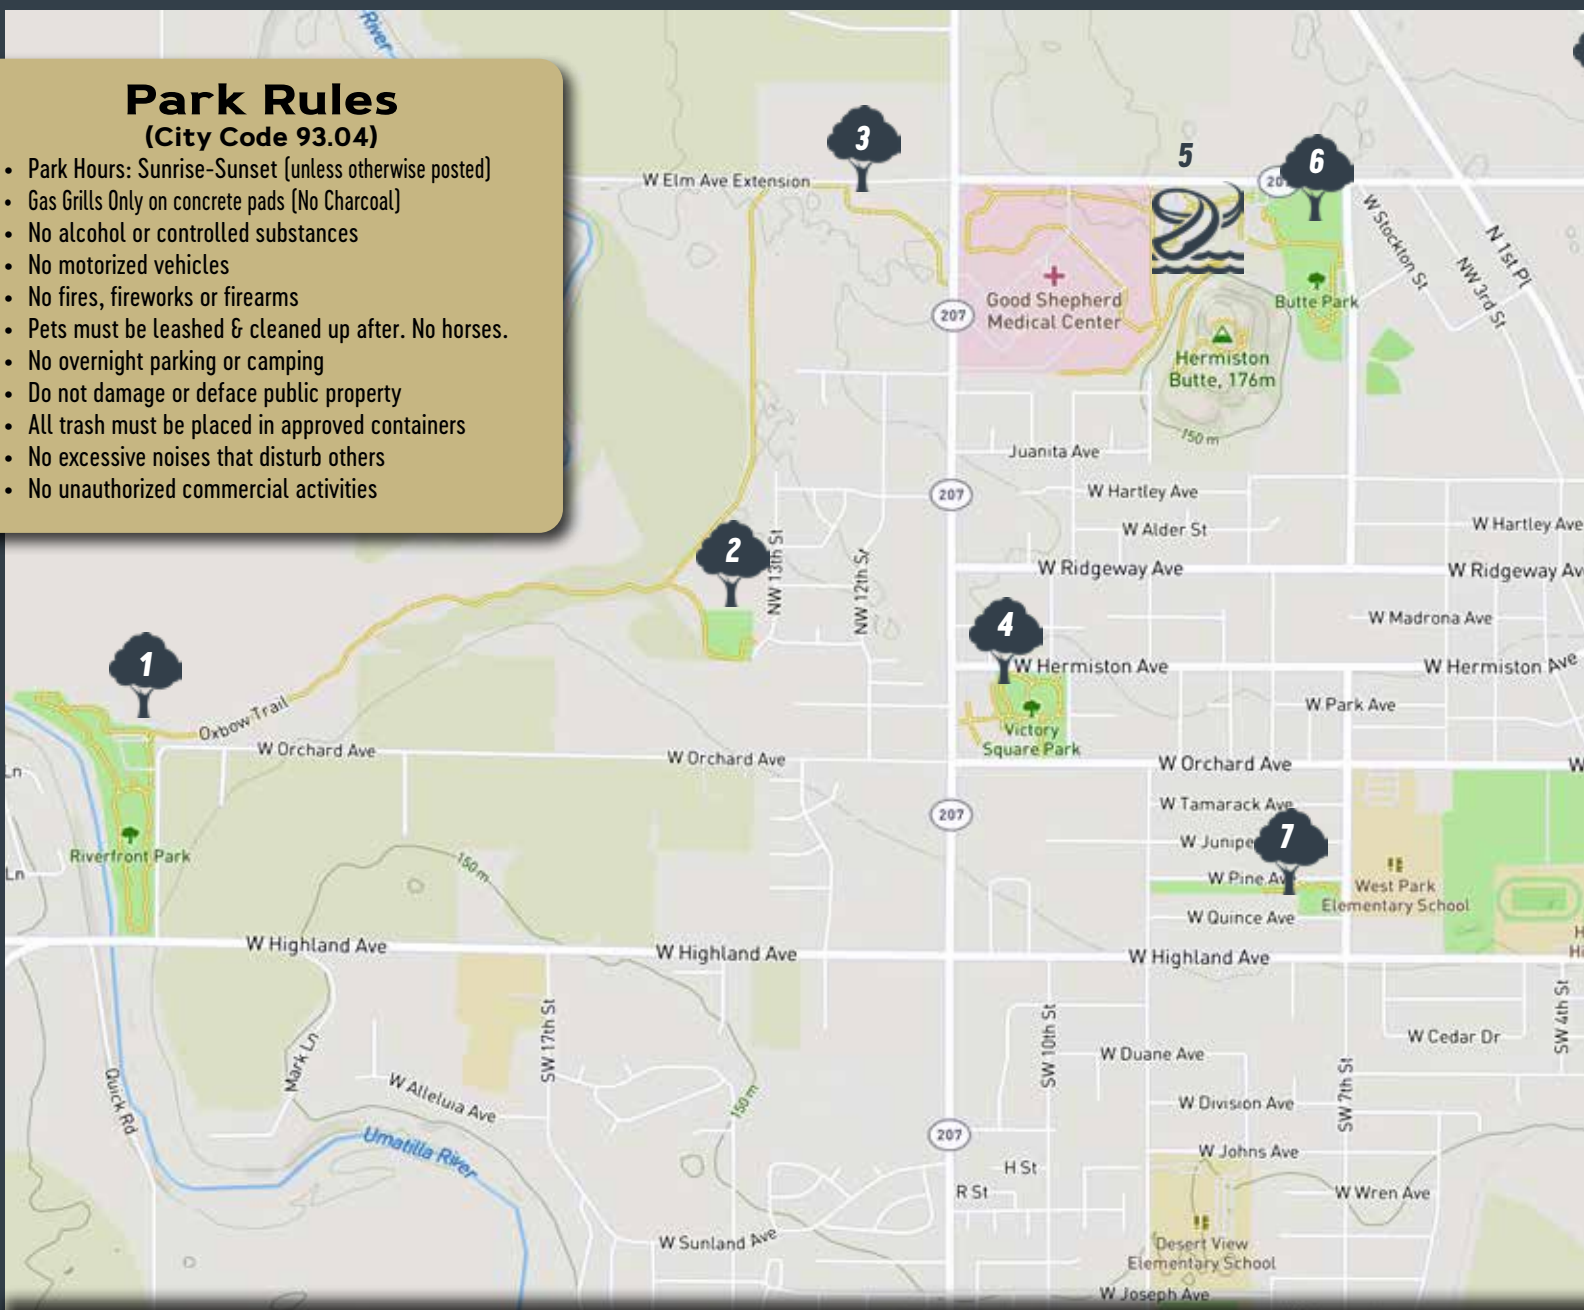 River
Park Rules
(City Code 93.04)
• Park Hours: Sunrise-Sunset (unless otherwise posted)
• Gas Grills Only on concrete pads (No Charcoal)
• No alcohol or controlled substances
• No motorized vehicles
• No fires, fireworks or firearms
• Pets must be leashed & cleaned up after. No horses.
• No overnight parking or camping
• Do not damage or deface public property
• All trash must be placed in approved containers
• No excessive noises that disturb others
• No unauthorized commercial activities
3
5
6
W Elm Ave Extension
W Stockton St
N 1st Pl
NW 3rd St
Good Shepherd
Medical Center
207
Butte Park
Hermiston
Butte, 176m
150 m
Juanita Ave
W Hartley Ave
207
W Alder St
W Hartley Ave
2
NW 13th St
NW 12th St
W Ridgeway Ave
W Ridgeway Av
W Madrona Ave
4
W Hermiston Ave
W Hermiston Ave
1
Oxbow Trail
W Park Ave
Victory
Square Park
W Orchard Ave
W Orchard Ave
W Orchard Ave
W
Ln
W Tamarack Ave
207
7
W Junipe
Riverfront Park
150 m
Ln
W Pine Av
West Park
Elementary School
W Quince Ave
W Highland Ave
W Highland Ave
W Highland Ave
H
Hi
SW 17th St
SW 10th St
SW 4th St
W Cedar Dr
Mark Ln
W Duane Ave
Quick Rd
W Alleluia Ave
150 m
W Division Ave
SW 7th St
207
Umatilla River
W Johns Ave
H St
R St
W Wren Ave
W Sunland Ave
Desert View
Elementary School
W Joseph Ave